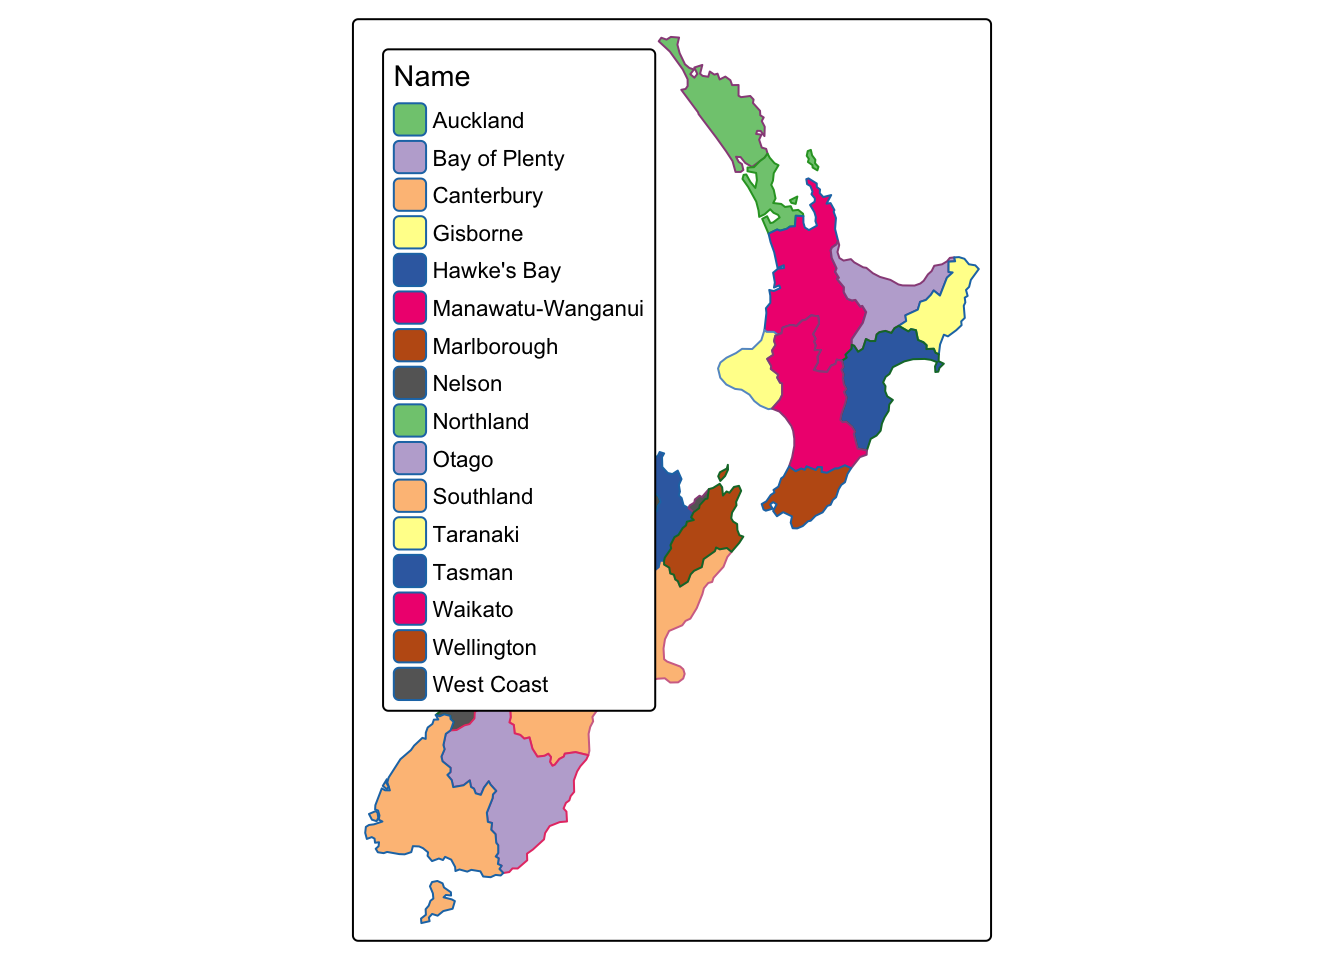 Name
Auckland
Bay of Plenty
Canterbury
Gisborne
Hawke's Bay
Manawatu-Wanganui
Marlborough
Nelson
Northland
Otago
Southland
Taranaki
Tasman
Waikato
Wellington
West Coast